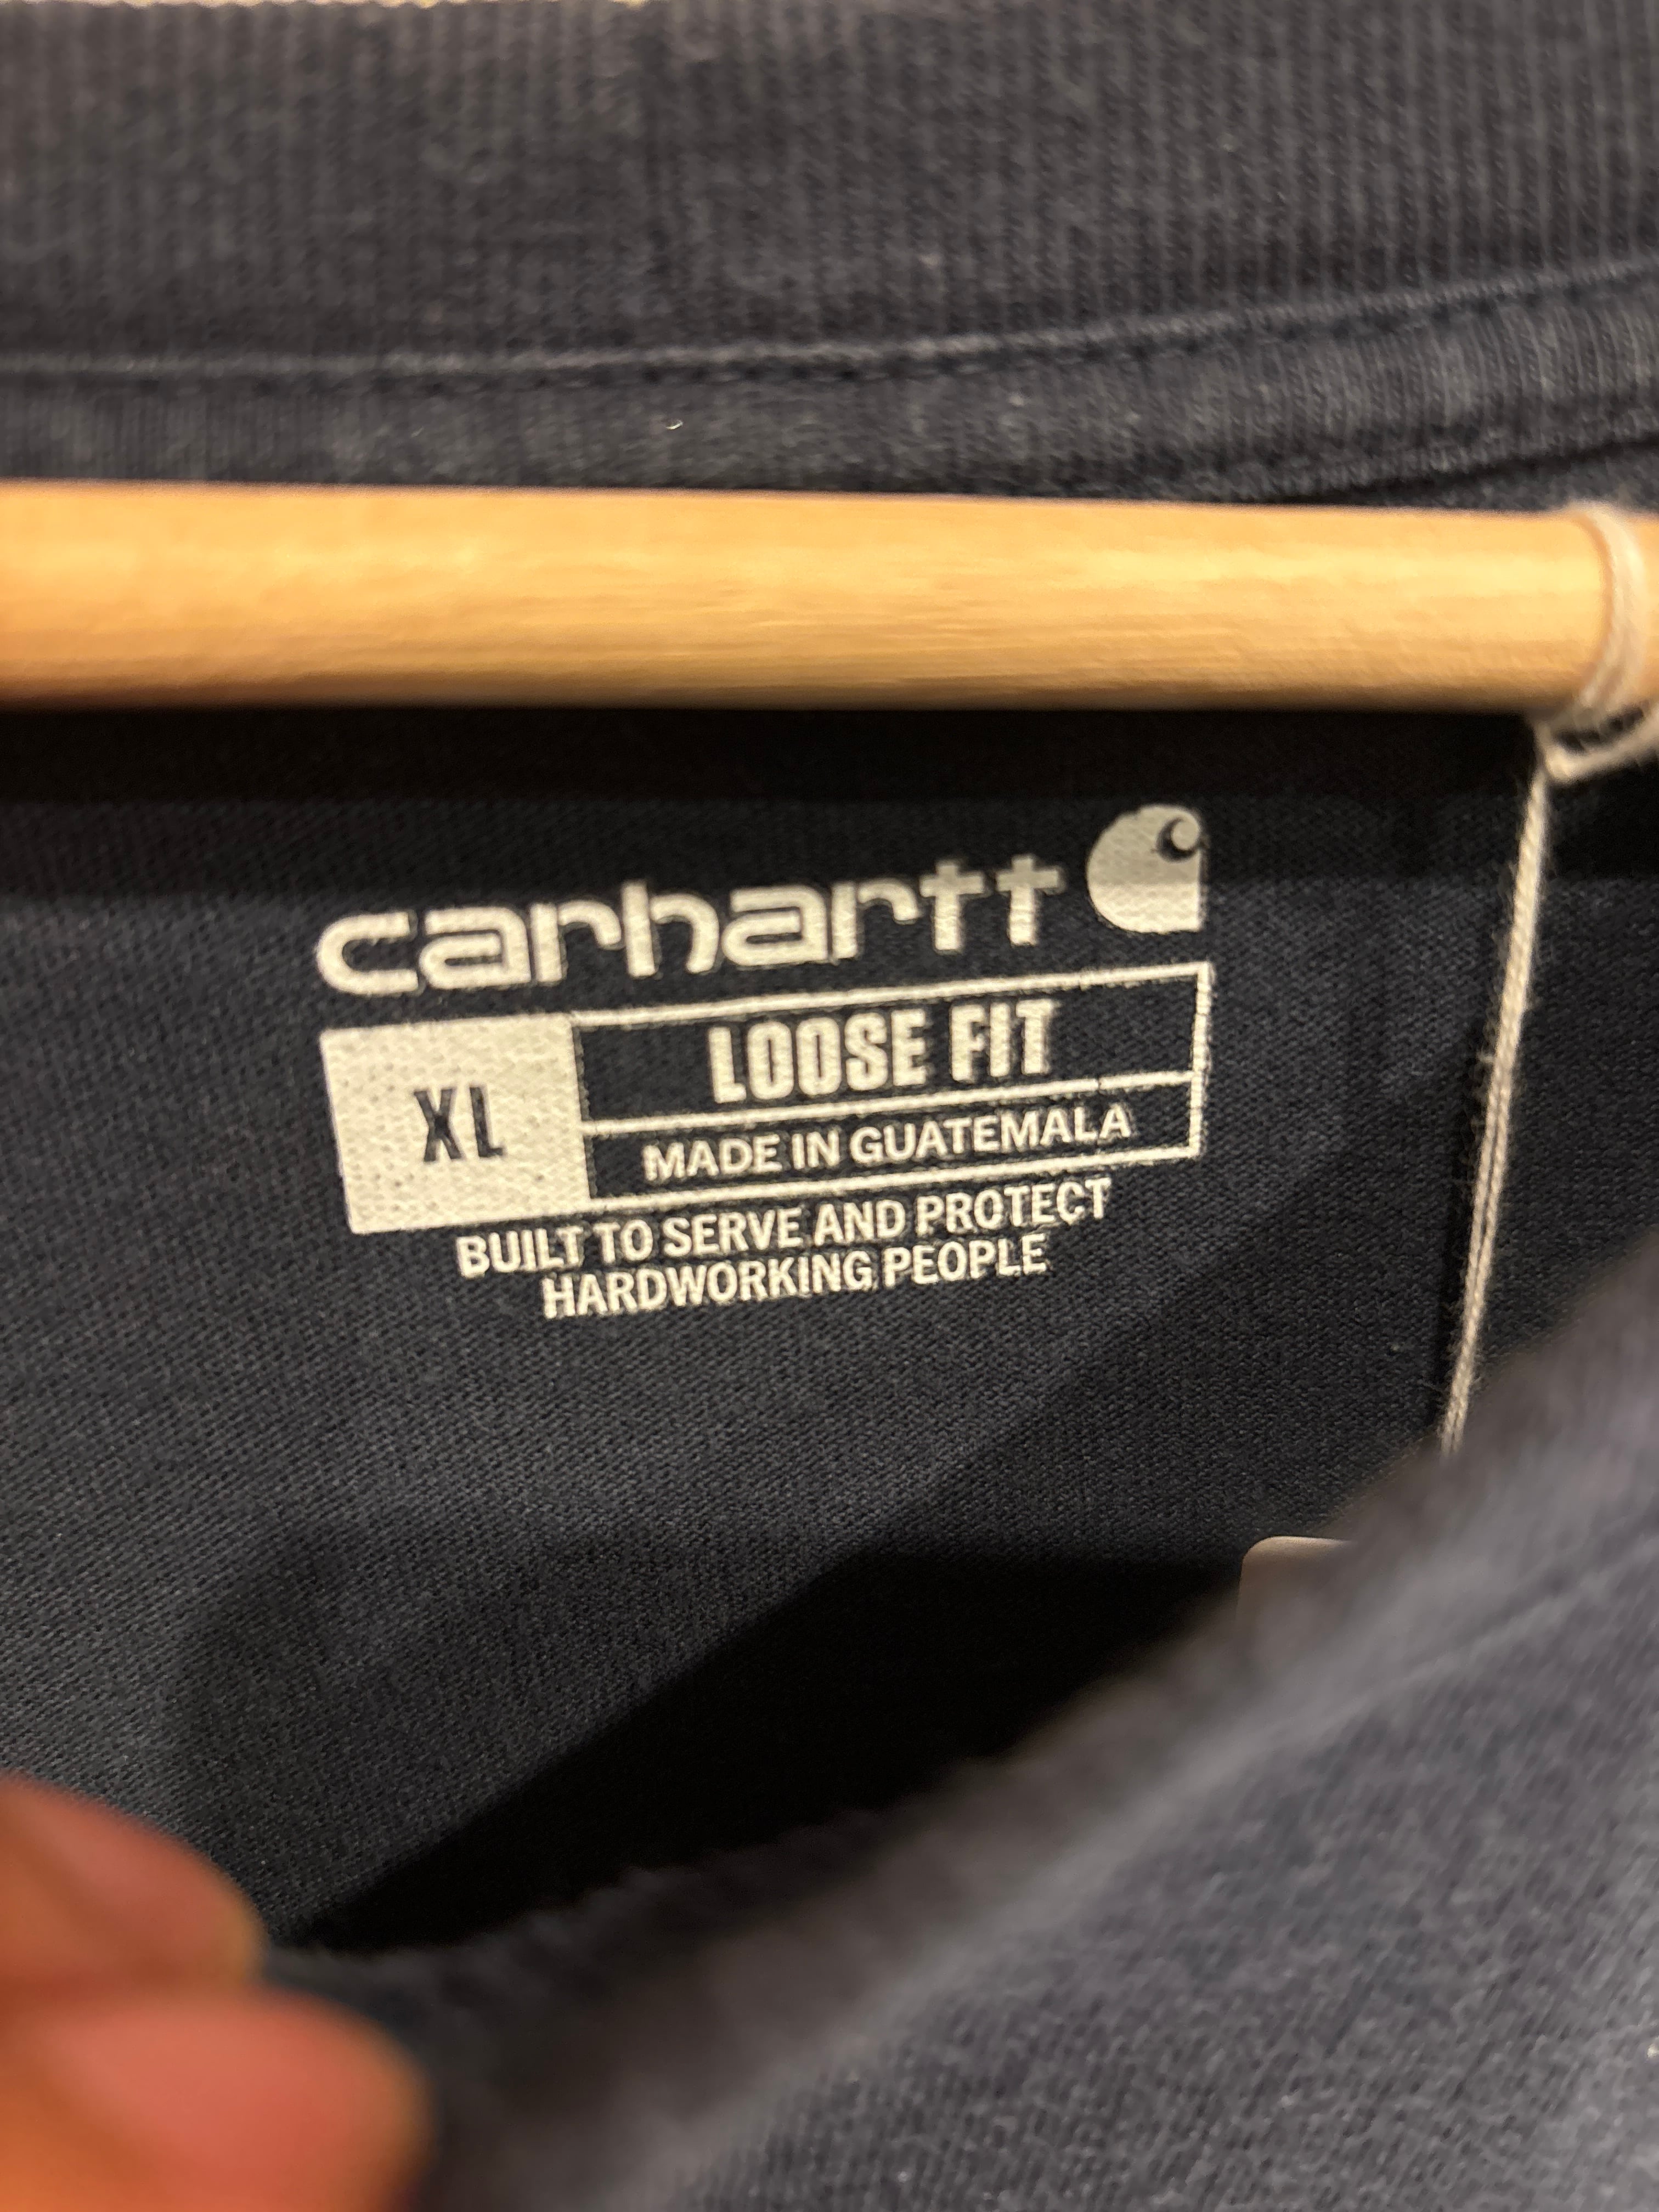 carhartt
XL
LOOSE FIT
MADE IN GUATEMALA
BUILT TO SERVE AND PROTECT
HARDWORKING PEOPLE